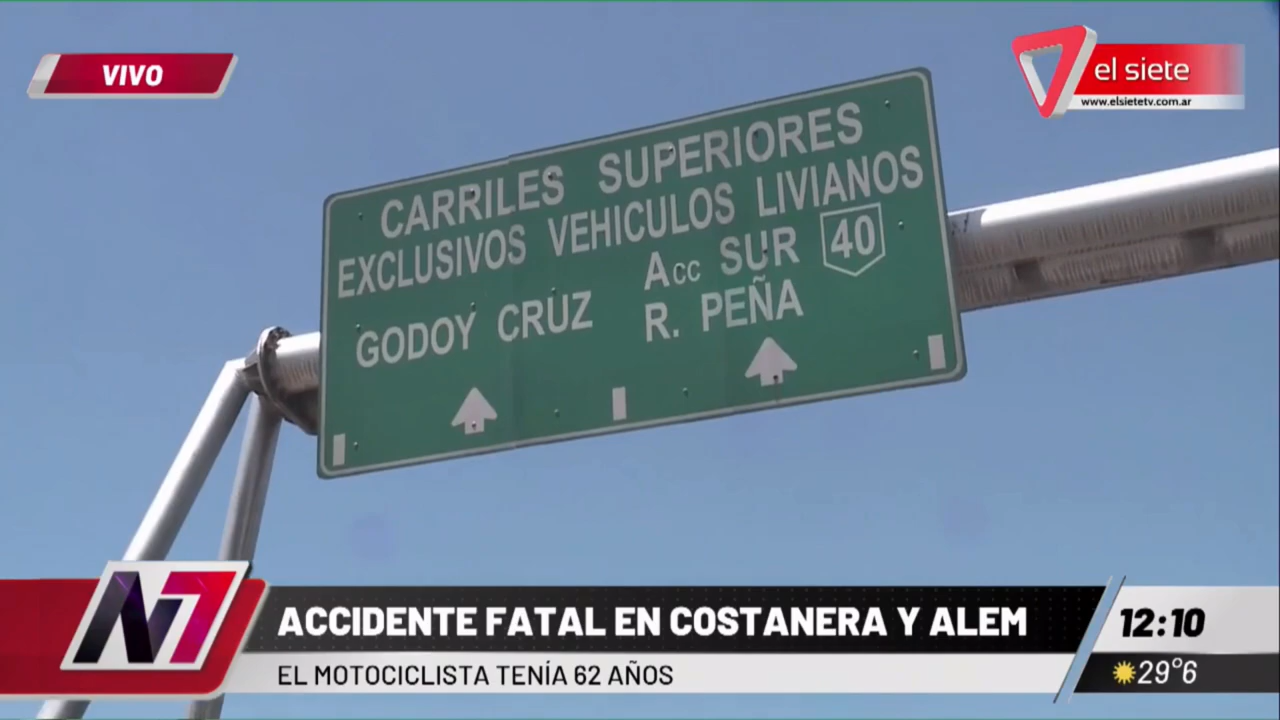 VIVO
el siete
www.elsietetv.com.ar
CARRILES SUPERIORES
EXCLUSIVOS VEHICULOS LIVIANOS
GODOY CRUZ
ACC SUR 40
R. PEÑA
N7
ACCIDENTE FATAL EN COSTANERA Y ALEM
EL MOTOCICLISTA TENÍA 62 AÑOS
12:10
29°6